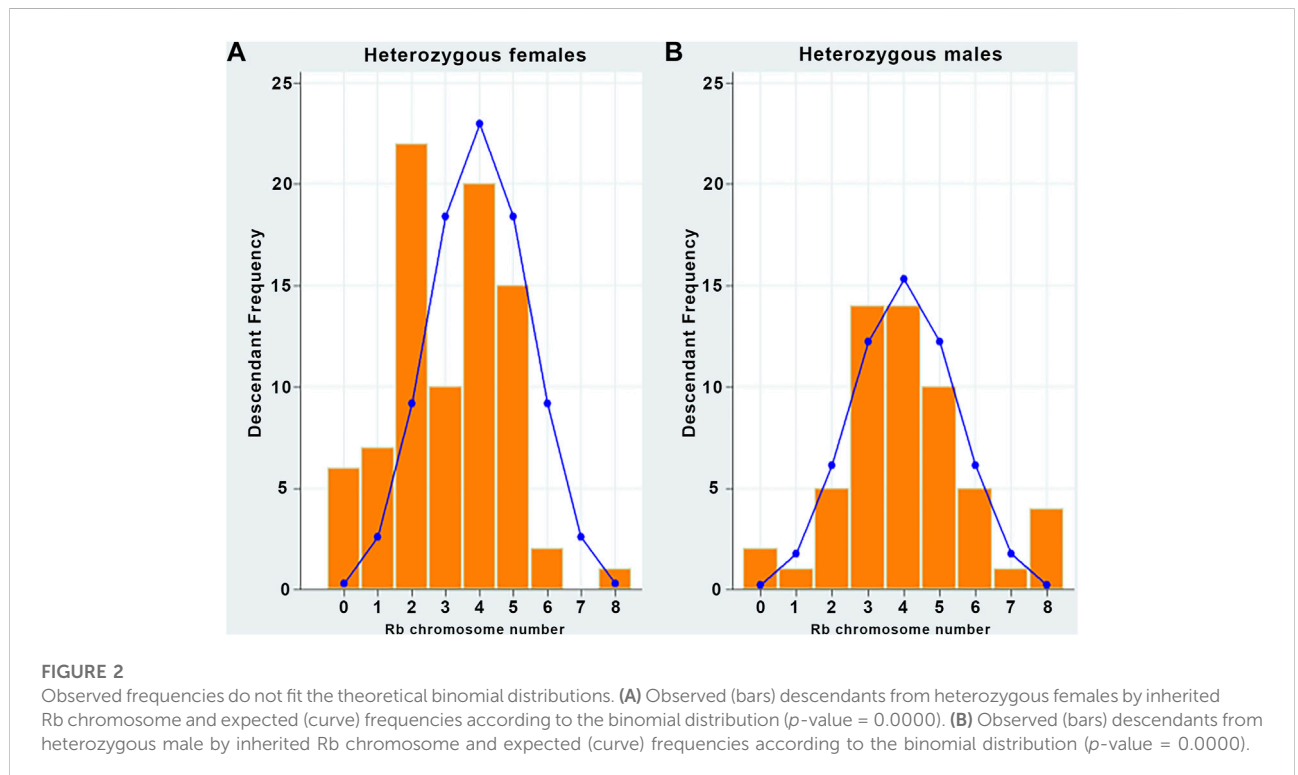 A
Heterozygous females
25
20
15
10
5
0
Descendant Frequency
0 1 2 3 4 5 6 7 8
Rb chromosome number
B
Heterozygous males
25
20
15
10
5
0
Descendant Frequency
0 1 2 3 4 5 6 7 8
Rb chromosome number
FIGURE 2
Observed frequencies do not fit the theoretical binomial distributions. (A) Observed (bars) descendants from heterozygous females by inherited
Rb chromosome and expected (curve) frequencies according to the binomial distribution (p-value = 0.0000). (B) Observed (bars) descendants from
heterozygous male by inherited Rb chromosome and expected (curve) frequencies according to the binomial distribution (p-value = 0.0000).